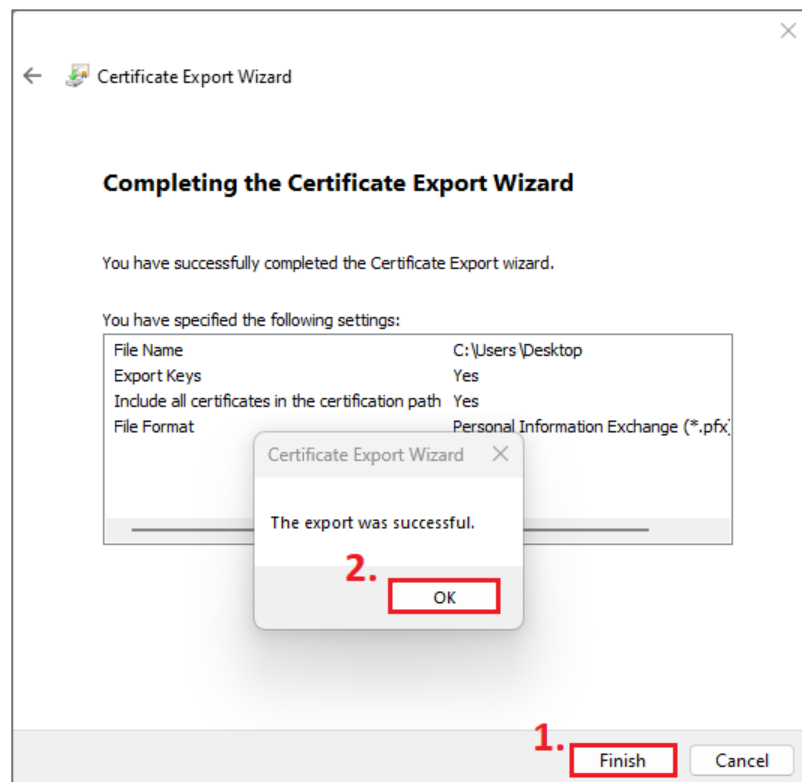 Certificate Export Wizard
Completing the Certificate Export Wizard
You have successfully completed the Certificate Export wizard.
You have specified the following settings:
File Name C:\Users\Desktop
Export Keys Yes
Include all certificates in the certification path Yes
File Format Personal Information Exchange (*.pfx)
Certificate Export Wizard
The export was successful.
2.
OK
1.
Finish Cancel